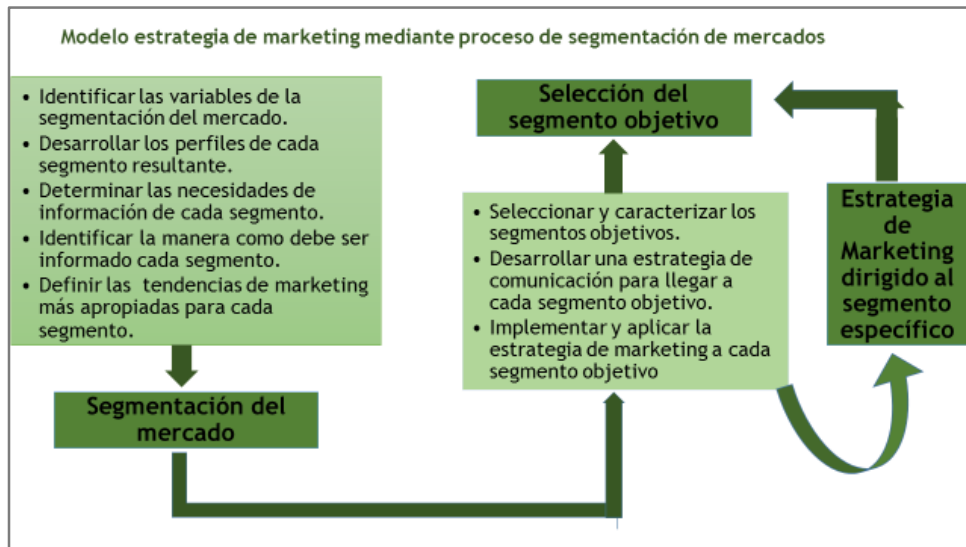 Modelo estrategia de marketing mediante proceso de segmentación de mercados
• Identificar las variables de la
segmentación del mercado.
• Desarrollar los perfiles de cada
segmento resultante.
• Determinar las necesidades de
información de cada segmento.
• Identificar la manera como debe ser
informado cada segmento.
• Definir las tendencias de marketing
más apropiadas para cada
segmento.
Segmentación del
mercado
Selección del
segmento objetivo
• Seleccionar y caracterizar los
segmentos objetivos.
• Desarrollar una estrategia de
comunicación para llegar a
cada segmento objetivo.
• Implementar y aplicar la
estrategia de marketing a cada
segmento objetivo
Estrategia
de
Marketing
dirigido al
segmento
específico